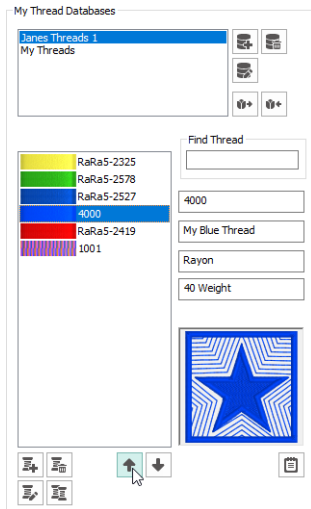 My Thread Databases
Janes Threads 1
My Threads
Find Thread
RaRa5-2325
RaRa5-2578
RaRa5-2527
4000
RaRa5-2419
1001
4000
My Blue Thread
Rayon
40 Weight